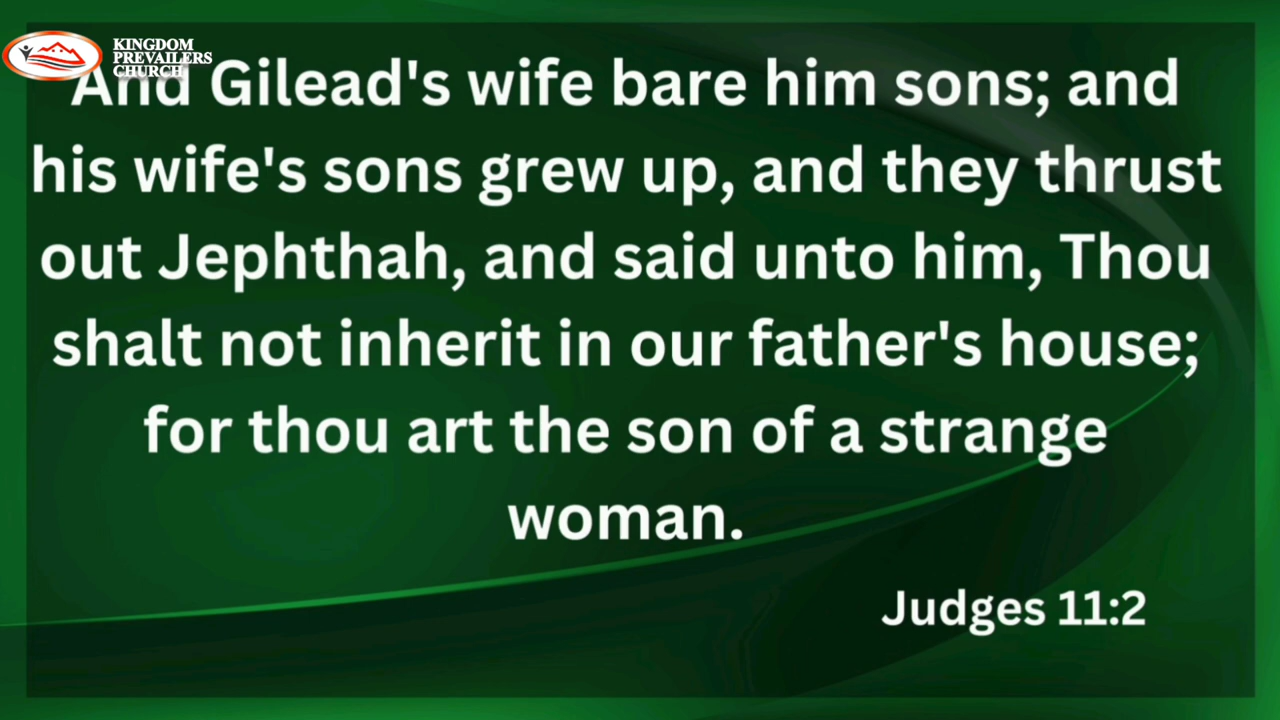 KINGDOM
PREVAILERS
CHURCH
And Gilead's wife bare him sons; and
his wife's sons grew up, and they thrust
out Jephthah, and said unto him, Thou
shalt not inherit in our father's house;
for thou art the son of a strange
woman.
Judges 11:2